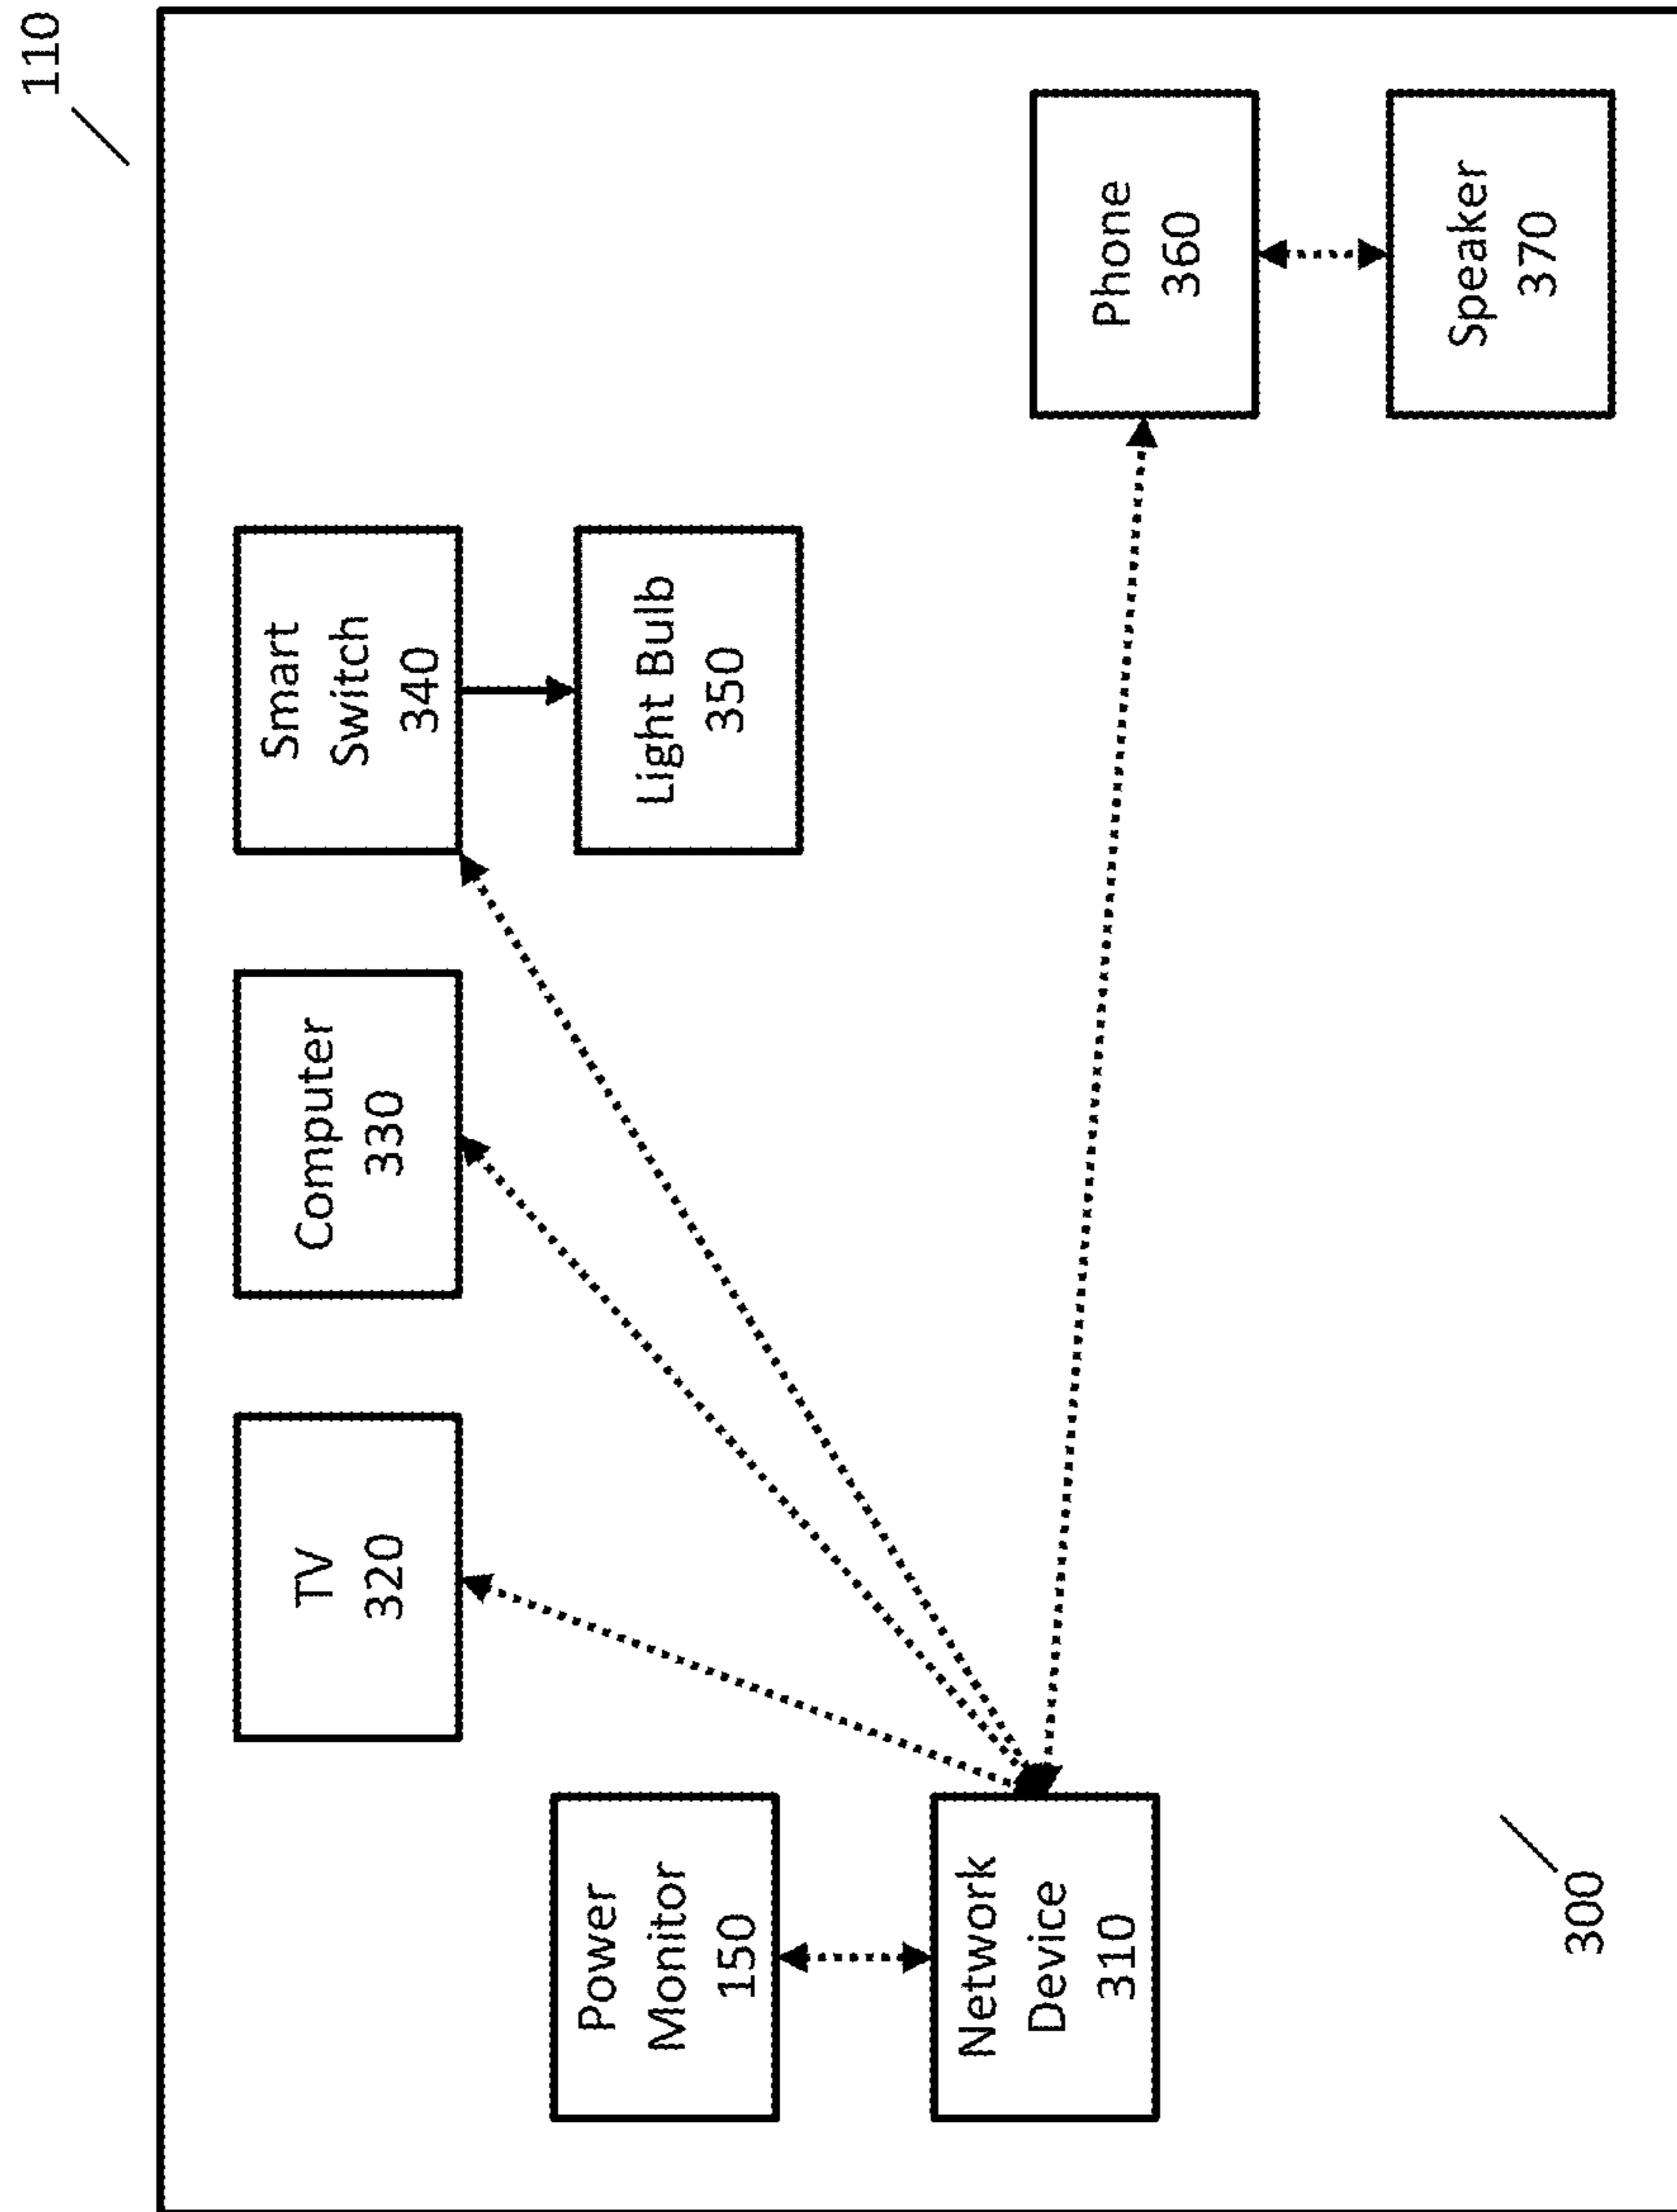 110
Smart
Switch
340
Computer
330
TV
320
Light Bulb
350
Power
Monitor
150
Network
Device
310
Phone
360
Speaker
370
300